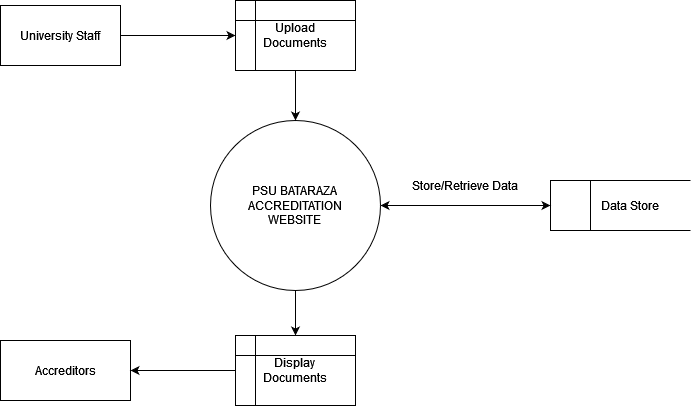 University Staff
Upload
Documents
PSU BATARAZA
ACCREDITATION
WEBSITE
Store/Retrieve Data
Data Store
Accreditors
Display
Documents